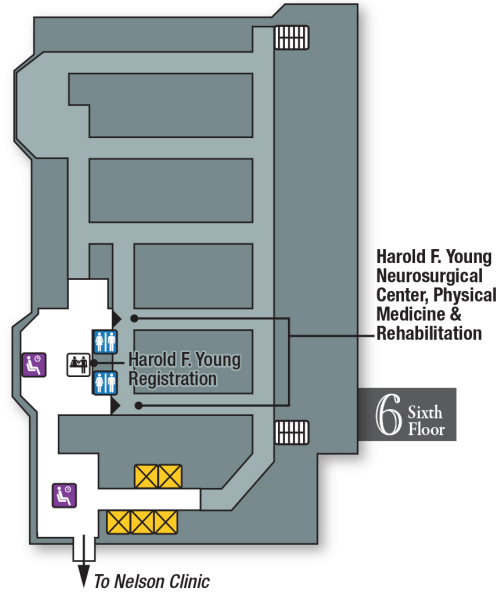 Harold F. Young
Neurosurgical
Center, Physical
Medicine &
Rehabilitation
Harold F. Young
Registration
6 Sixth
Floor
To Nelson Clinic